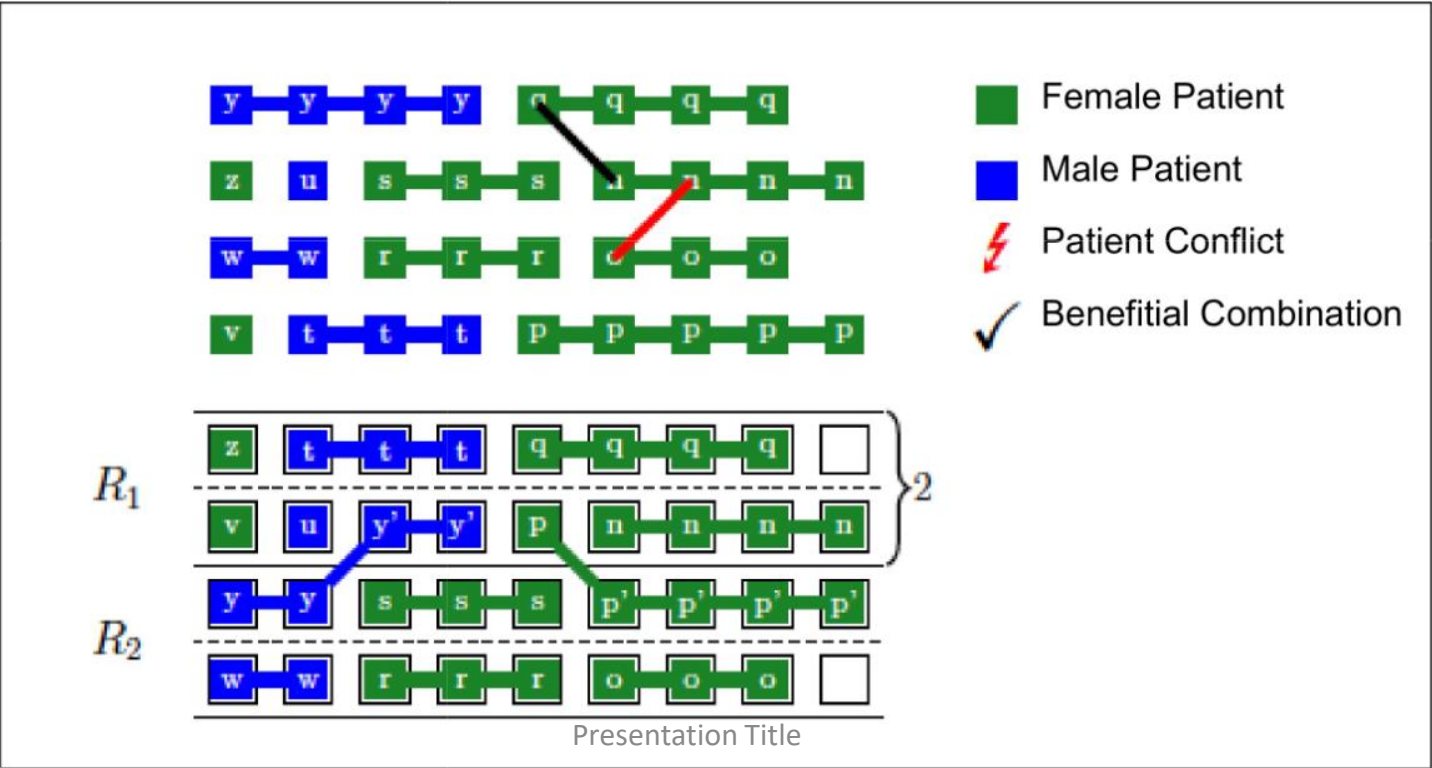 y y y y q q q q Female Patient
z u s s s n n n n Male Patient
w w r r r o o o Patient Conflict
v t t t p p p p p Benefitial Combination
z t t t q q q q
R1 2
v u y' y' p n n n n
y y s s s p' p' p' p'
R2
w w r r r o o o
Presentation Title